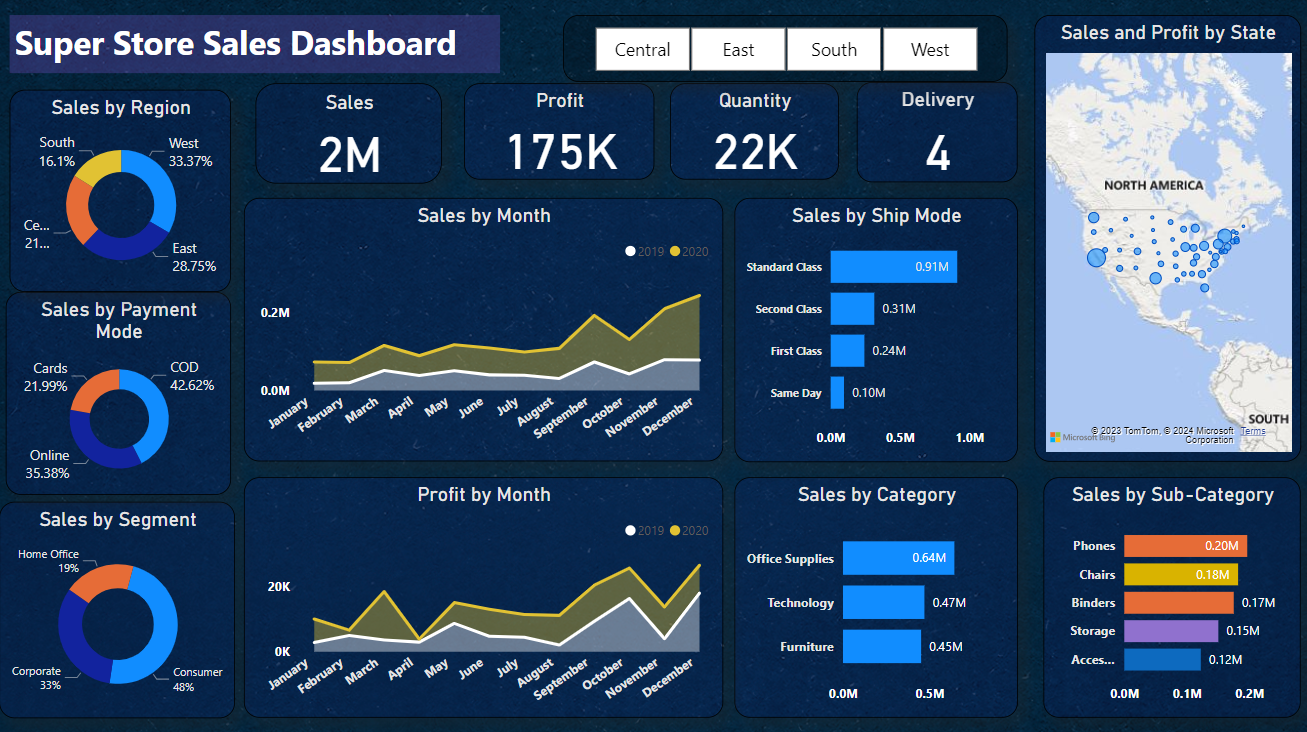 Super Store Sales Dashboard
Central
East
South
West
Sales and Profit by State
Sales by Region
South
16.1%
West
33.37%
Ce...
21...
East
28.75%
Sales
2M
Profit
175K
Quantity
22K
Delivery
4
NORTH AMERICA
SOUTH
Microsoft Bing
© 2023 TomTom, © 2024 Microsoft Corporation Terms
Sales by Payment
Mode
Cards
21.99%
COD
42.62%
Online
35.38%
Sales by Month
2019
2020
0.2M
0.0M
January
February
March
April
May
June
July
August
September
October
November
December
Sales by Ship Mode
Standard Class
0.91M
Second Class
0.31M
First Class
0.24M
Same Day
0.10M
0.0M
0.5M
1.0M
Sales by Segment
Home Office
19%
Corporate
33%
Consumer
48%
Profit by Month
2019
2020
20K
0K
January
February
March
April
May
June
July
August
September
October
November
December
Sales by Category
Office Supplies
0.64M
Technology
0.47M
Furniture
0.45M
0.0M
0.5M
Sales by Sub-Category
Phones
0.20M
Chairs
0.18M
Binders
0.17M
Storage
0.15M
Acces...
0.12M
0.0M
0.1M
0.2M